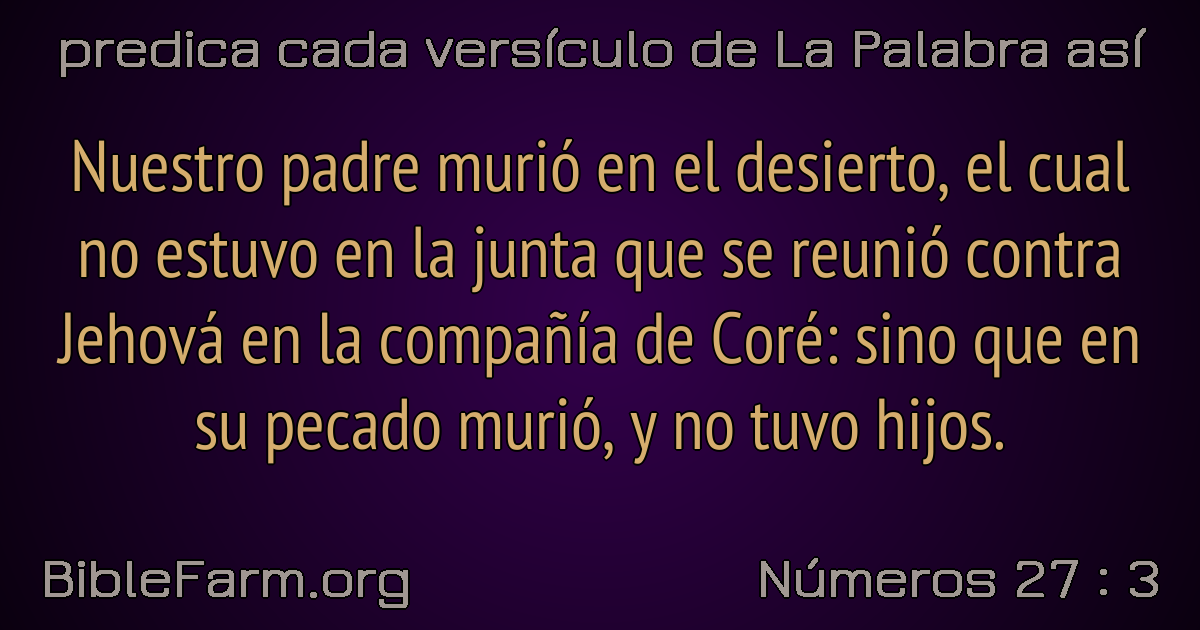 predica cada versículo de La Palabra así
Nuestro padre murió en el desierto, el cual
no estuvo en la junta que se reunió contra
Jehová en la compañía de Coré: sino que en
su pecado murió, y no tuvo hijos.
BibleFarm.org
Números 27 : 3